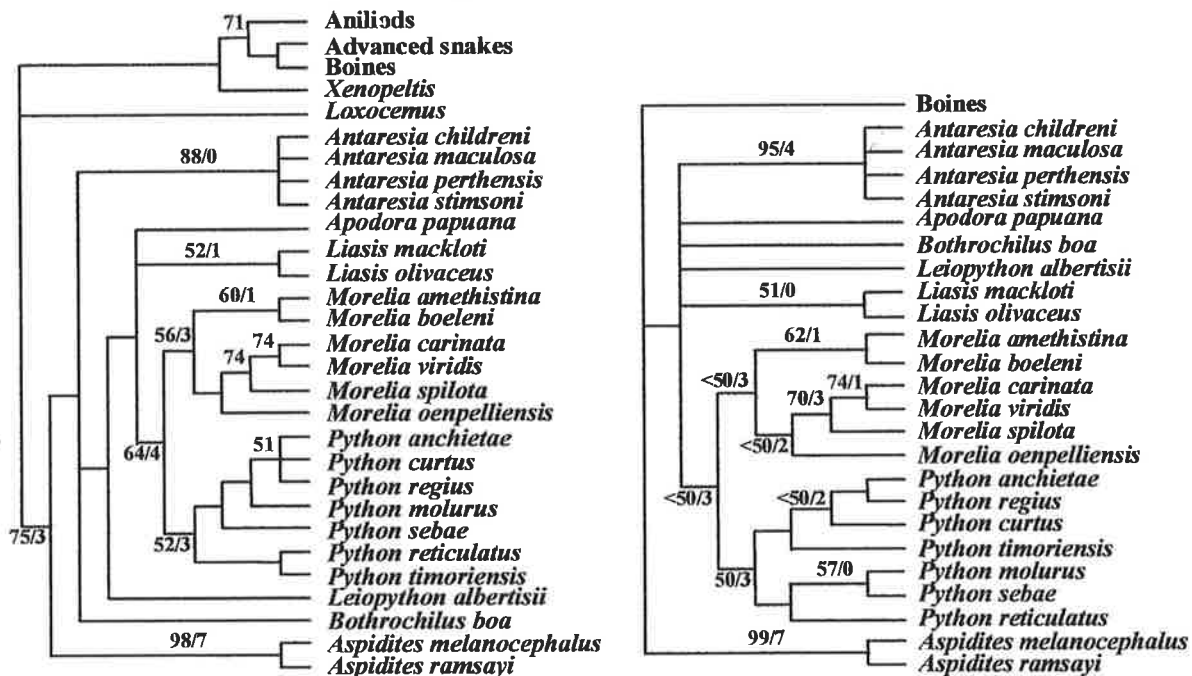 71
Aniliods
Advanced snakes
Boines
Xenopeltis
Loxocemus
Antaresia childreni
88/0
Antaresia maculosa
Antaresia perthensis
Antaresia stimsoni
Apodora papuana
52/1
Liasis mackloti
Liasis olivaceus
60/1
Morelia amethistina
Morelia boeleni
56/3
74
Morelia carinata
74
Morelia viridis
Morelia spilota
Morelia oenpelliensis
51
Python anchietae
64/4
Python curtus
Python regius
Python molurus
75/3
52/3
Python sebae
Python reticulatus
Python timoriensis
Leiopython albertisii
Bothrochilus boa
98/7
Aspidites melanocephalus
Aspidites ramsayi
Boines
Antaresia childreni
95/4
Antaresia maculosa
Antaresia perthensis
Antaresia stimsoni
Apodora papuana
Bothrochilus boa
Leiopython albertisii
51/0
Liasis mackloti
Liasis olivaceus
62/1
Morelia amethistina
Morelia boeleni
<50/3
74/1
Morelia carinata
70/3
Morelia viridis
Morelia spilota
<50/2
Morelia oenpelliensis
Python anchietae
<50/3
<50/2
Python regius
Python curtus
Python timoriensis
50/3
57/0
Python molurus
Python sebae
Python reticulatus
99/7
Aspidites melanocephalus
Aspidites ramsayi